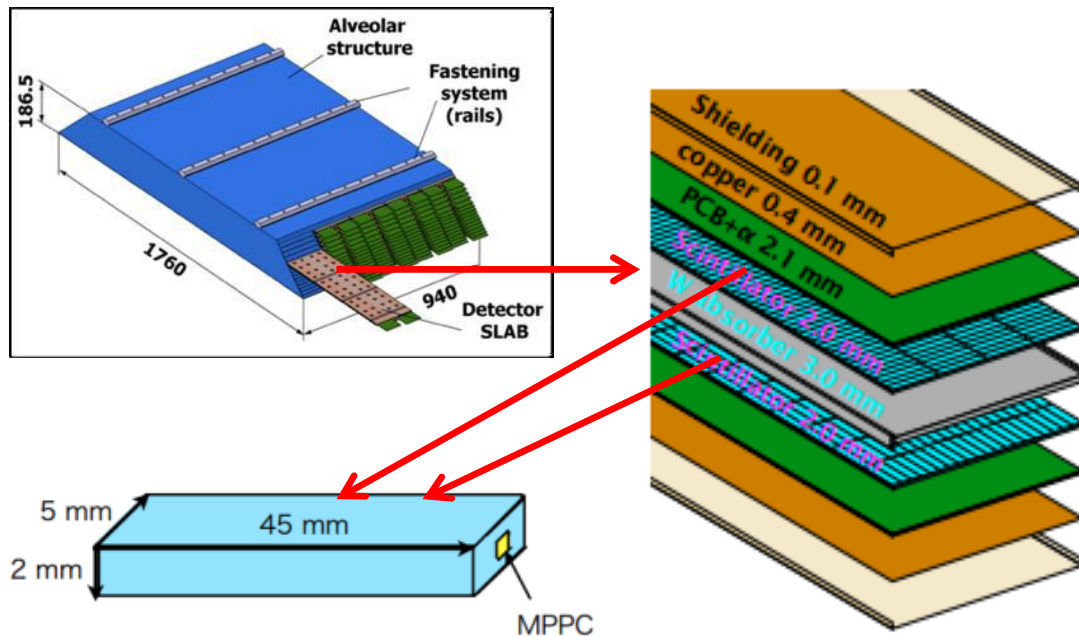 Alveolar
structure
Fastening
system
(rails)
186.5
1760
940
Detector
SLAB
Shielding 0.1 mm
copper 0.4 mm
PCB+α 2.1 mm
Scintillator 2.0 mm
W absorber 3.0 mm
Scintillator 2.0 mm
5 mm
45 mm
2 mm
MPPC